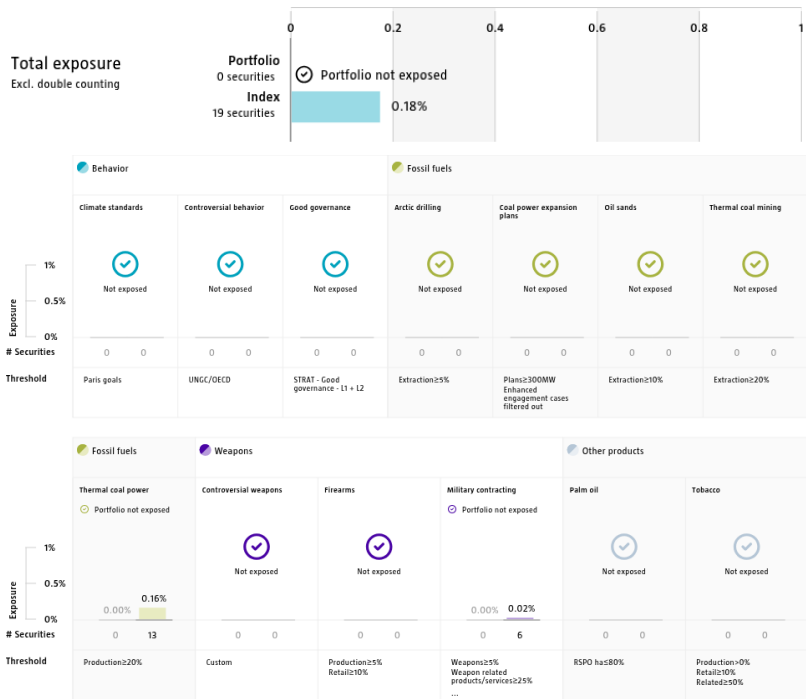 0
0.2
0.4
0.6
0.8
1
Total exposure
Excl. double counting
Portfolio
0 securities
Portfolio not exposed
Index
19 securities
0.18%
Behavior
Fossil fuels
Climate standards
Controversial behavior
Good governance
Arctic drilling
Coal power expansion
plans
Oil sands
Thermal coal mining
Exposure
1%
0.5%
0%
Not exposed
Not exposed
Not exposed
Not exposed
Not exposed
Not exposed
Not exposed
# Securities
0 0
0 0
0 0
0 0
0 0
0 0
0 0
Threshold
Paris goals
UNGC/OECD
STRAT - Good
governance - L1 + L2
Extraction≥5%
Plans≥300MW
Enhanced
engagement cases
filtered out
Extraction≥10%
Extraction≥20%
Fossil fuels
Weapons
Other products
Thermal coal power
Portfolio not exposed
Controversial weapons
Firearms
Military contracting
Portfolio not exposed
Palm oil
Tobacco
Exposure
1%
0.5%
0%
0.00% 0.16%
Not exposed
Not exposed
0.00% 0.02%
Not exposed
Not exposed
# Securities
0 13
0 0
0 0
0 6
0 0
0 0
Threshold
Production≥20%
Custom
Production≥5%
Retail≥10%
Weapons≥5%
Weapon related
products/services≥25%
...
RSPO ha≤80%
Production>0%
Retail≥10%
Related≥50%